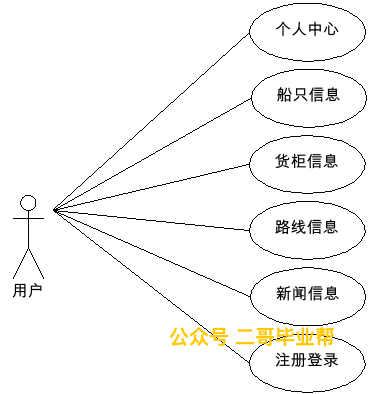 个人中心
船只信息
货柜信息
路线信息
用户
新闻信息
公众号 二哥毕业帮
注册登录